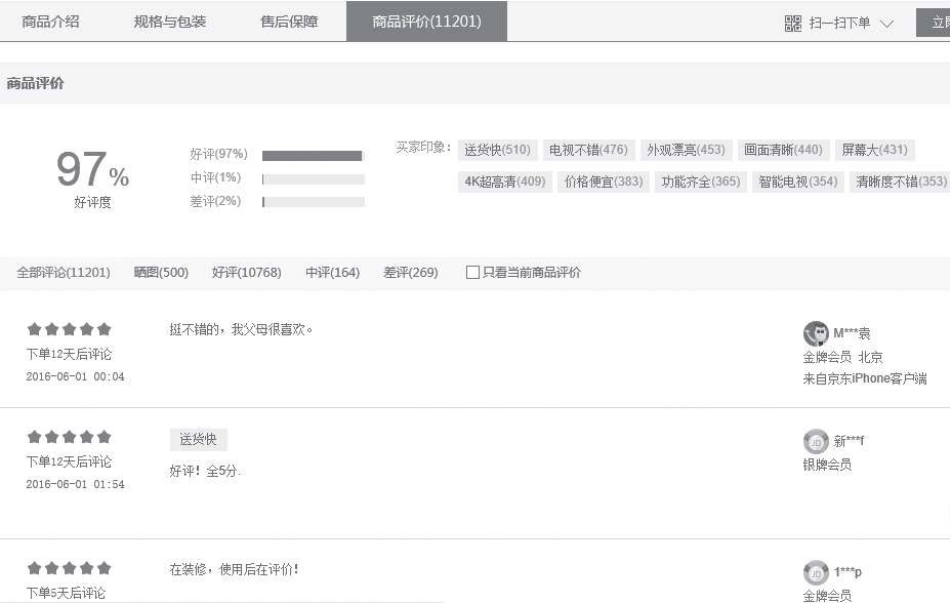 商品介绍 规格与包装 售后保障 商品评价(11201) 扫一扫下单
商品评价
97%
好评度
好评(97%)
中评(1%)
差评(2%)
买家印象：
送货快(510) 电视不错(476) 外观漂亮(453) 画面清晰(440) 屏幕大(431)
4K超高清(409) 价格便宜(383) 功能齐全(365) 智能电视(354) 清晰度不错(353)
全部评论(11201) 晒图(500) 好评(10768) 中评(164) 差评(269) 只看当前商品评价
下单12天后评论
2016-06-01 00:04
挺不错的，我父母很喜欢。
M***袁
金牌会员 北京
来自京东iPhone客户端
下单12天后评论
2016-06-01 01:54
送货快
好评！全5分.
JD
新***f
银牌会员
下单5天后评论
在装修，使用后在评价！
JD
1***p
金牌会员